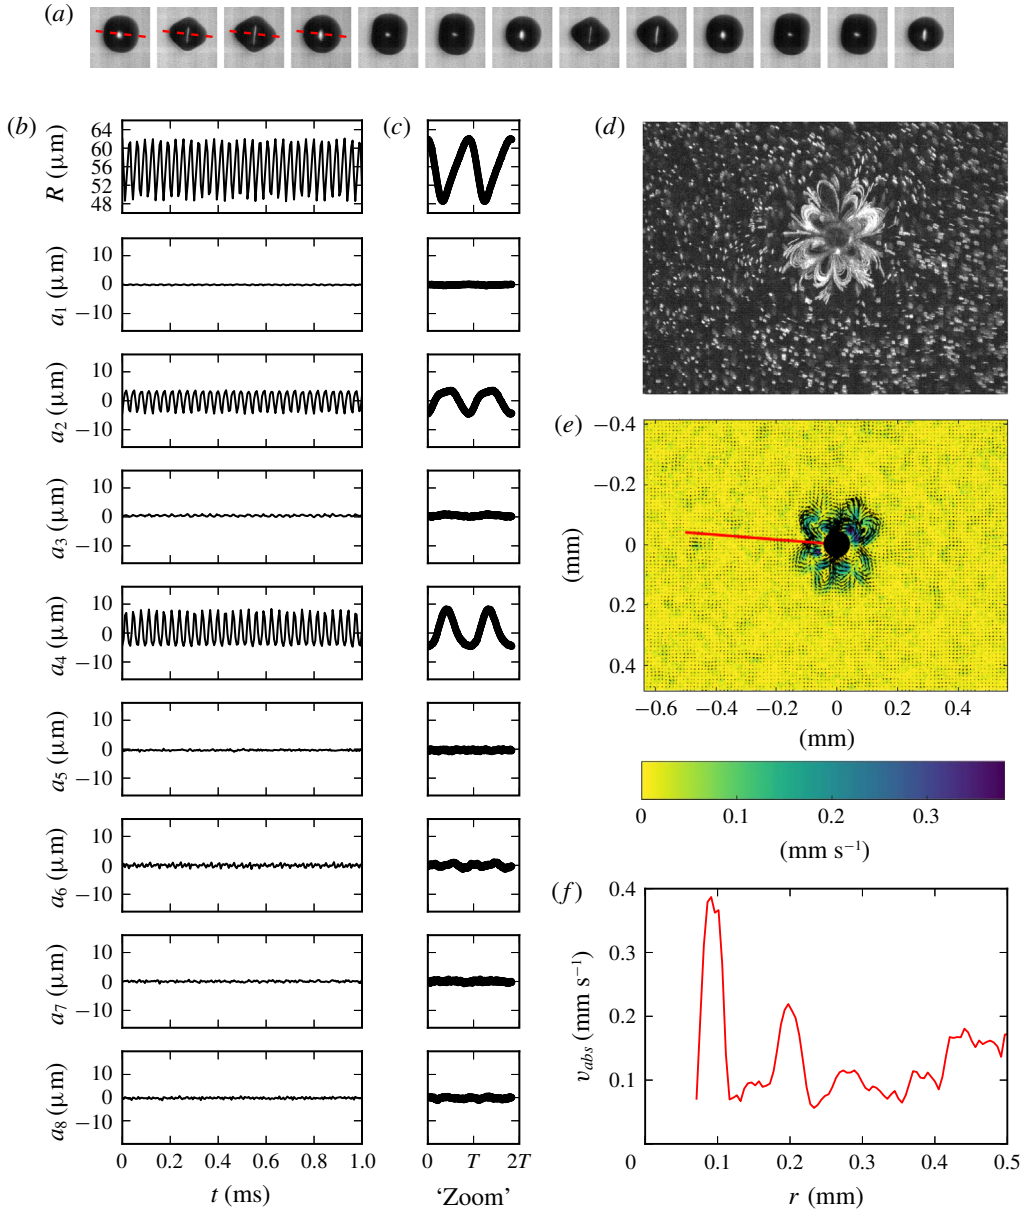 (a)
(b)
R (μm)
64
60
56
52
48
a1 (μm)
10
0
−10
a2 (μm)
10
0
−10
a3 (μm)
10
0
−10
a4 (μm)
10
0
−10
a5 (μm)
10
0
−10
a6 (μm)
10
0
−10
a7 (μm)
10
0
−10
a8 (μm)
10
0
−10
0 0.2 0.4 0.6 0.8 1.0
t (ms)
(c)
0 T 2T
‘Zoom’
(d)
(e)
−0.4
−0.2
0
0.2
0.4
(mm)
−0.6 −0.4 −0.2 0 0.2 0.4
(mm)
0 0.1 0.2 0.3
(mm s−1)
(f)
0.4
0.3
0.2
0.1
vabs (mm s−1)
0 0.1 0.2 0.3 0.4 0.5
r (mm)